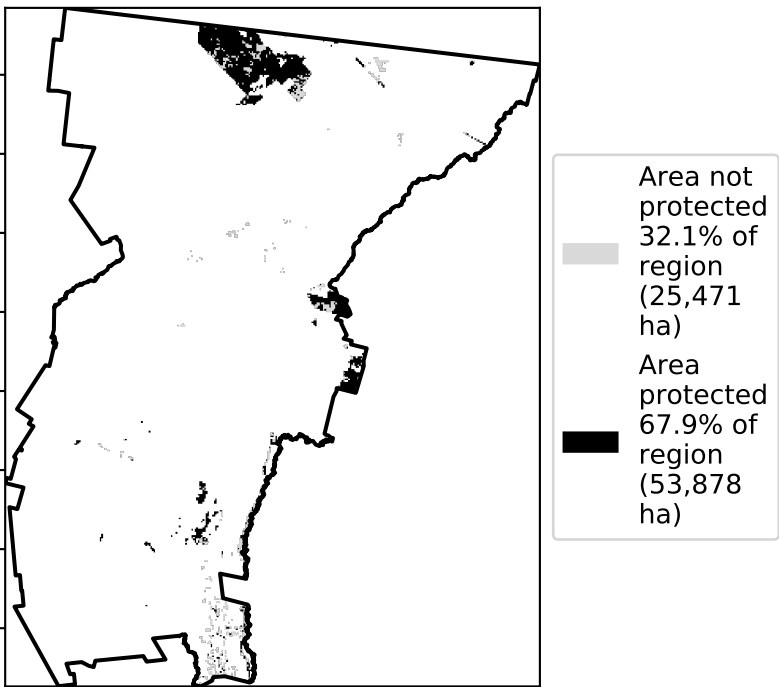 Area not
protected
32.1% of
region
(25,471
ha)
Area
protected
67.9% of
region
(53,878
ha)